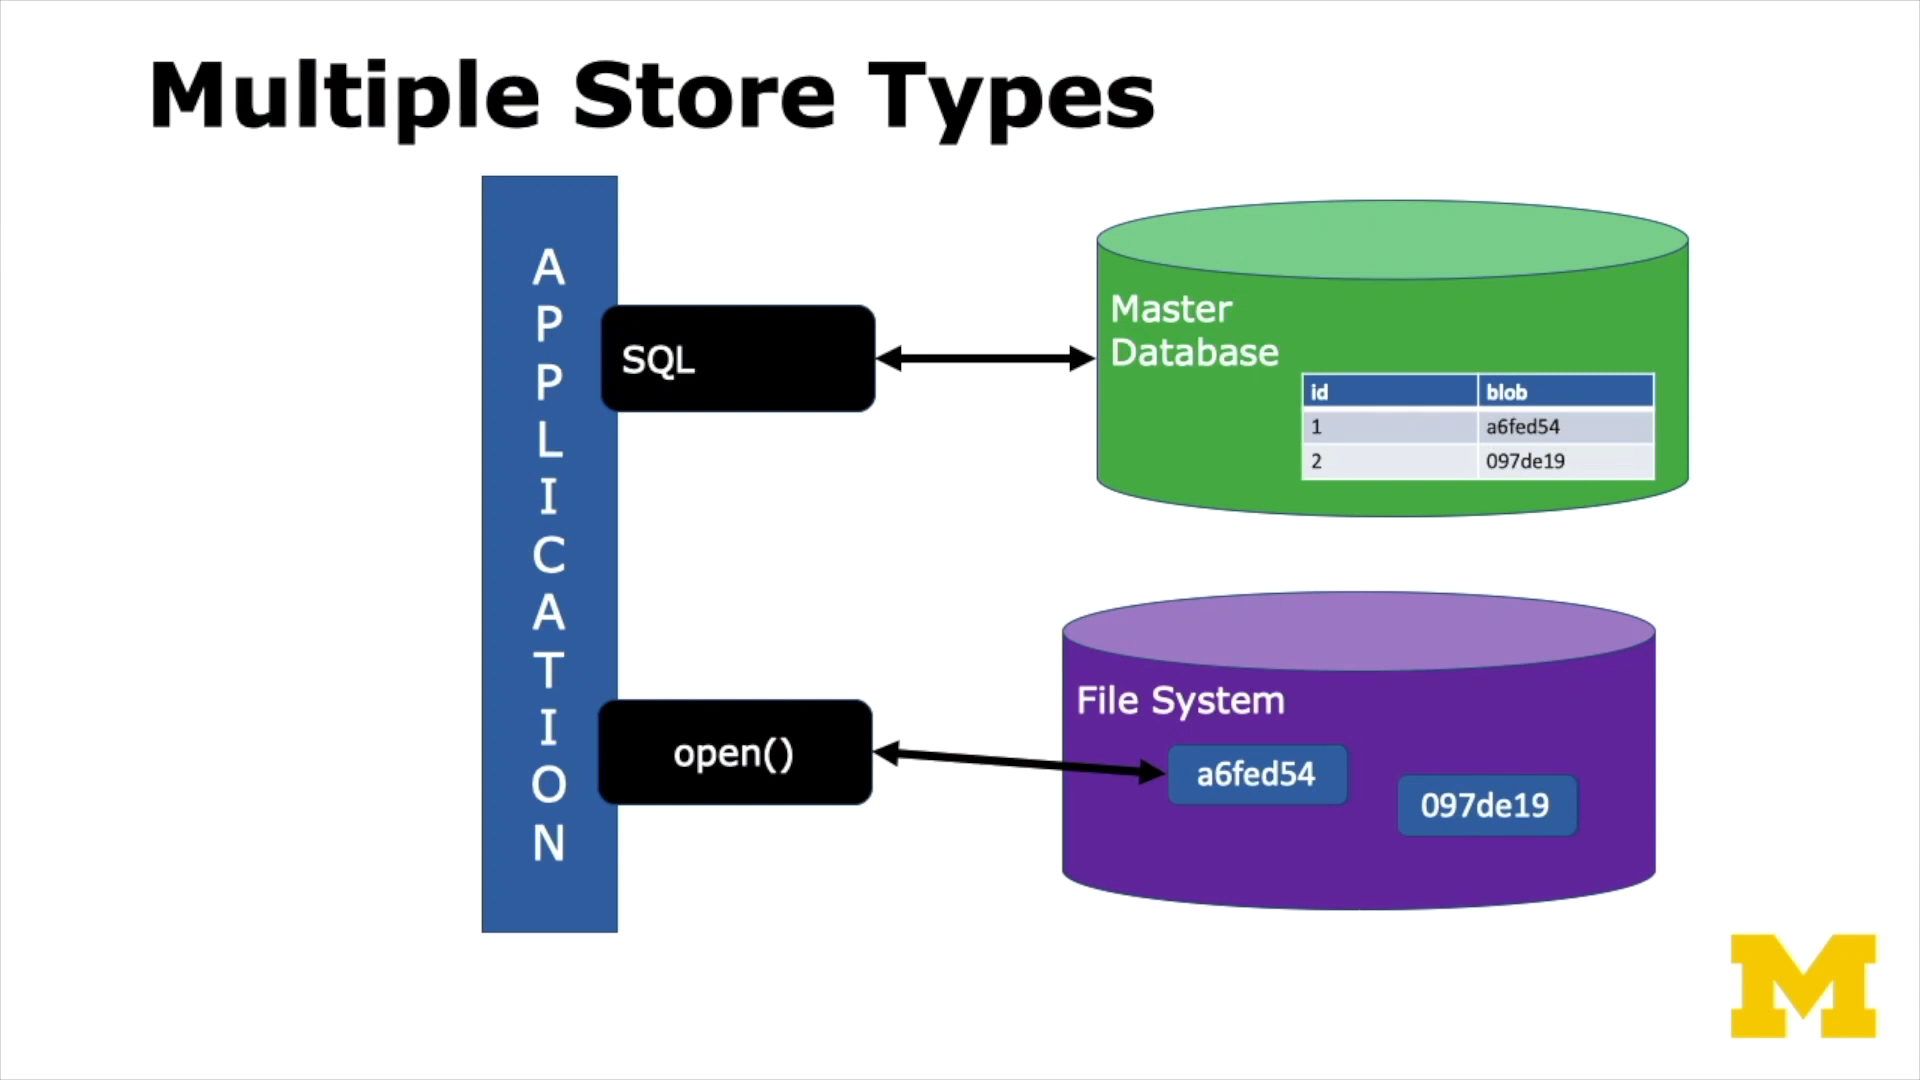 Multiple Store Types
APPLICATION
SQL
Master
Database
id blob
1 a6fed54
2 097de19
open()
File System
a6fed54
097de19
M